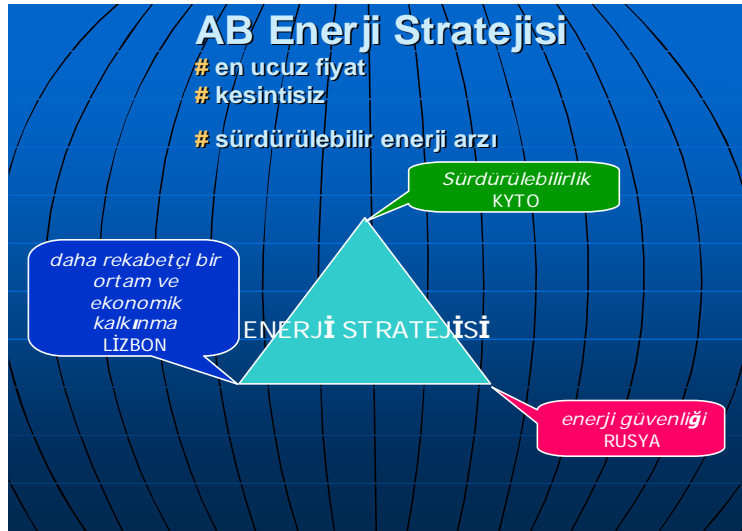 AB Enerji Stratejisi
# en ucuz fiyat
# kesintisiz
# sürdürülebilir enerji arzı
Sürdürülebilirlik
KYTO
daha rekabetçi bir
ortam ve
ekonomik
kalkınma
LİZBON
ENERJİ STRATEJİSİ
enerji güvenliği
RUSYA